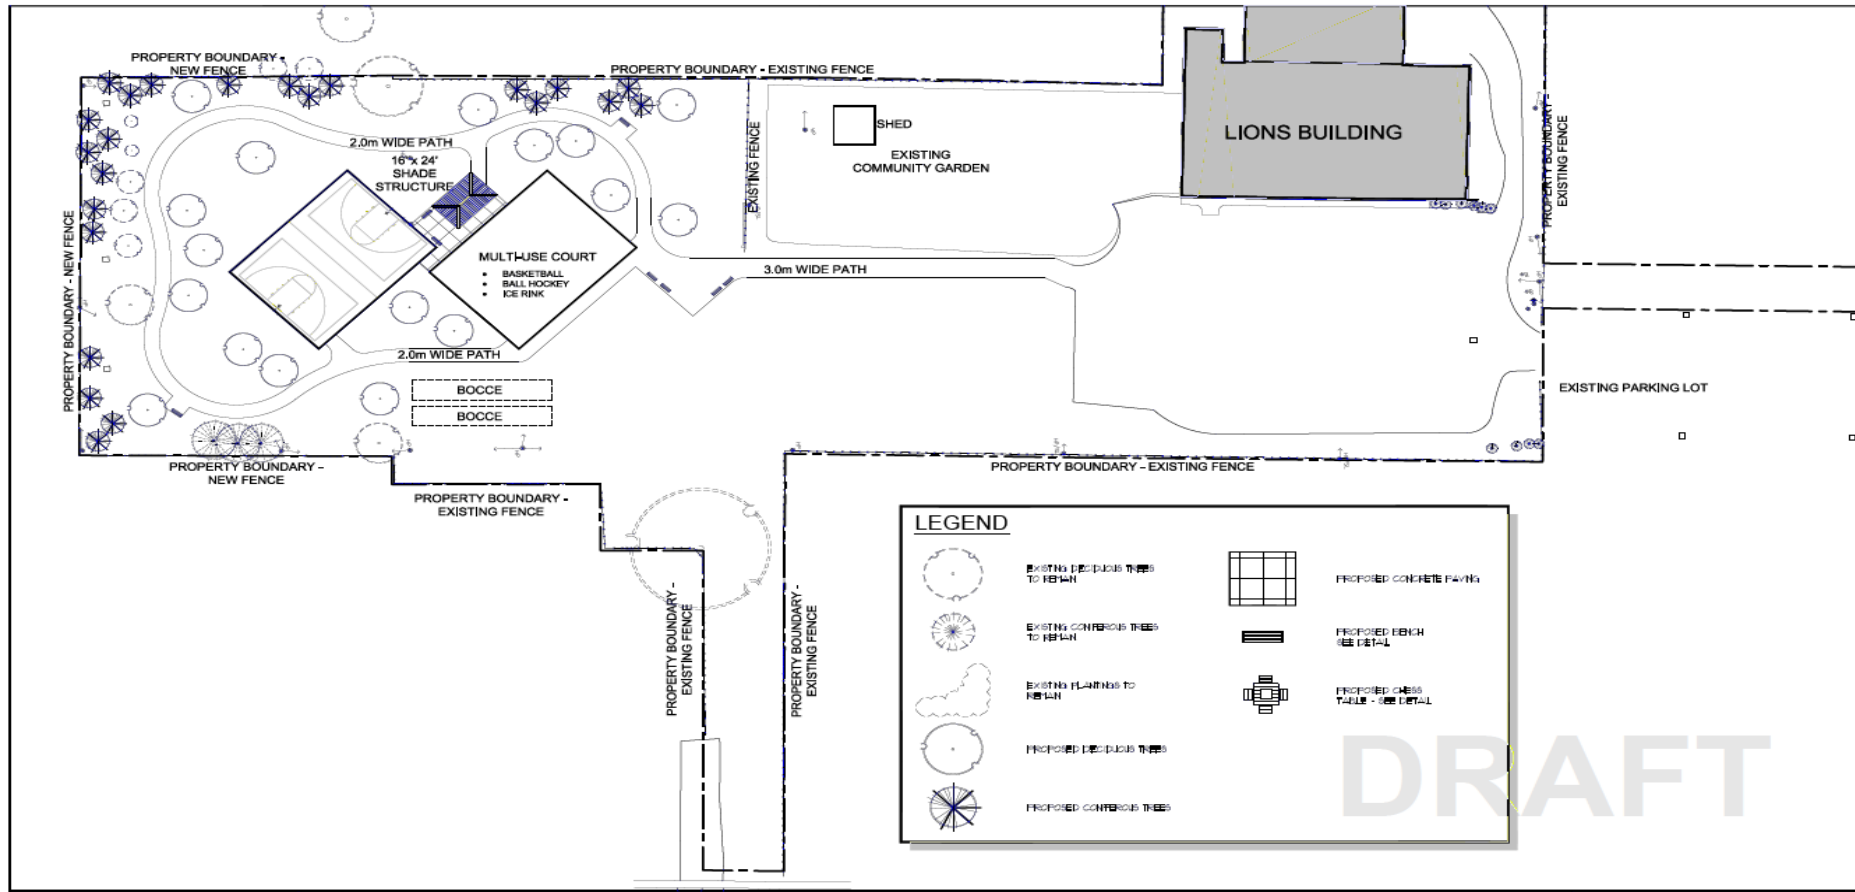 PROPERTY BOUNDARY -
NEW FENCE
PROPERTY BOUNDARY - EXISTING FENCE
SHED
EXISTING
COMMUNITY GARDEN
LIONS BUILDING
EXISTING FENCE
PROPERTY BOUNDARY-
EXISTING FENCE
2.0m WIDE PATH
16' x 24'
SHADE
STRUCTURE
MULTI-USE COURT
• BASKETBALL
• BALL HOCKEY
• ICE RINK
3.0m WIDE PATH
PROPERTY BOUNDARY - NEW FENCE
2.0m WIDE PATH
BOCCE
BOCCE
EXISTING PARKING LOT
PROPERTY BOUNDARY -
NEW FENCE
PROPERTY BOUNDARY -
EXISTING FENCE
PROPERTY BOUNDARY - EXISTING FENCE
PROPERTY BOUNDARY -
EXISTING FENCE
PROPERTY BOUNDARY -
EXISTING FENCE
LEGEND
EXISTING DECIDUOUS TREES
TO REMAIN
EXISTING CONIFEROUS TREES
TO REMAIN
EXISTING PLANTINGS TO
REMAIN
PROPOSED DECIDUOUS TREES
PROPOSED CONIFEROUS TREES
PROPOSED CONCRETE PAVING
PROPOSED BENCH
SEE DETAIL
PROPOSED CHESS
TABLE - SEE DETAIL
DRAFT